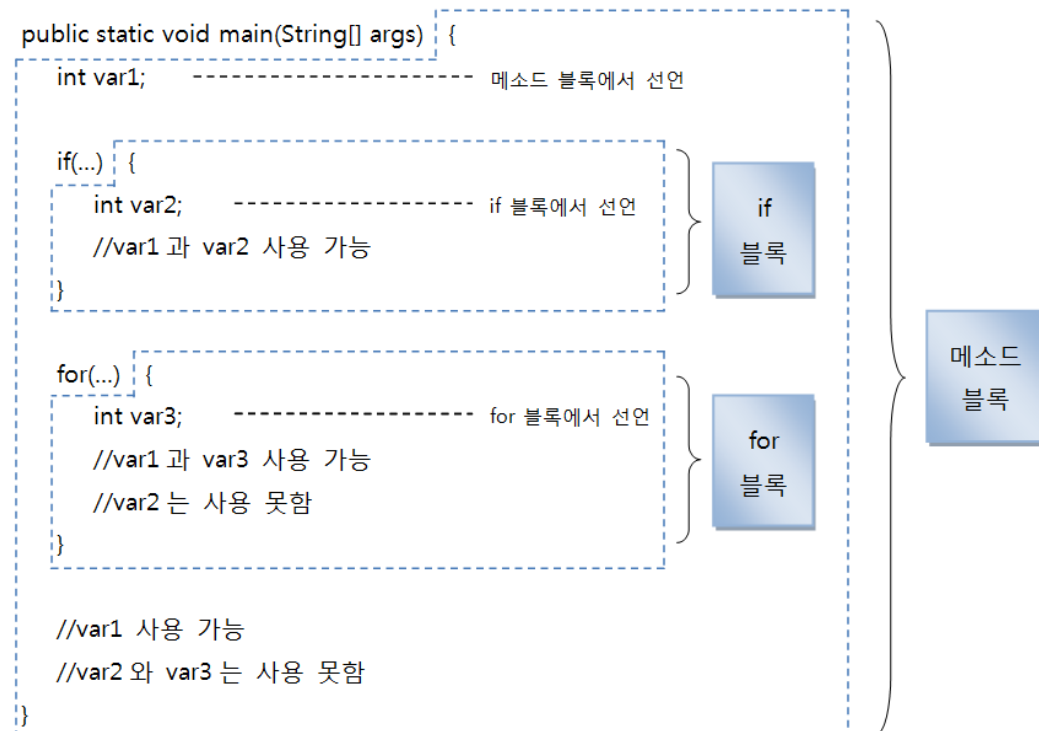 public static void main(String[] args) {
int var1; 메소드 블록에서 선언
if(...) {
int var2; if 블록에서 선언
//var1 과 var2 사용 가능
}
if
블록
for(...) {
int var3; for 블록에서 선언
//var1 과 var3 사용 가능
//var2 는 사용 못함
}
for
블록
메소드
블록
//var1 사용 가능
//var2 와 var3 는 사용 못함
}